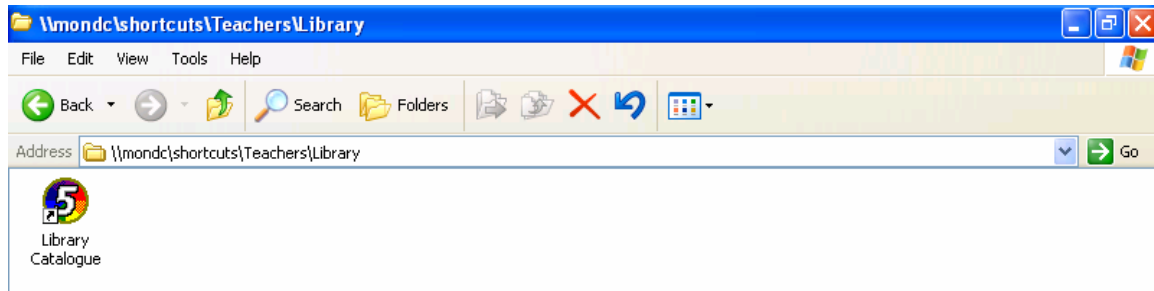 \\mondc\shortcuts\Teachers\Library
File Edit View Tools Help
Back Search Folders
Address \\mondc\shortcuts\Teachers\Library Go
5
Library
Catalogue